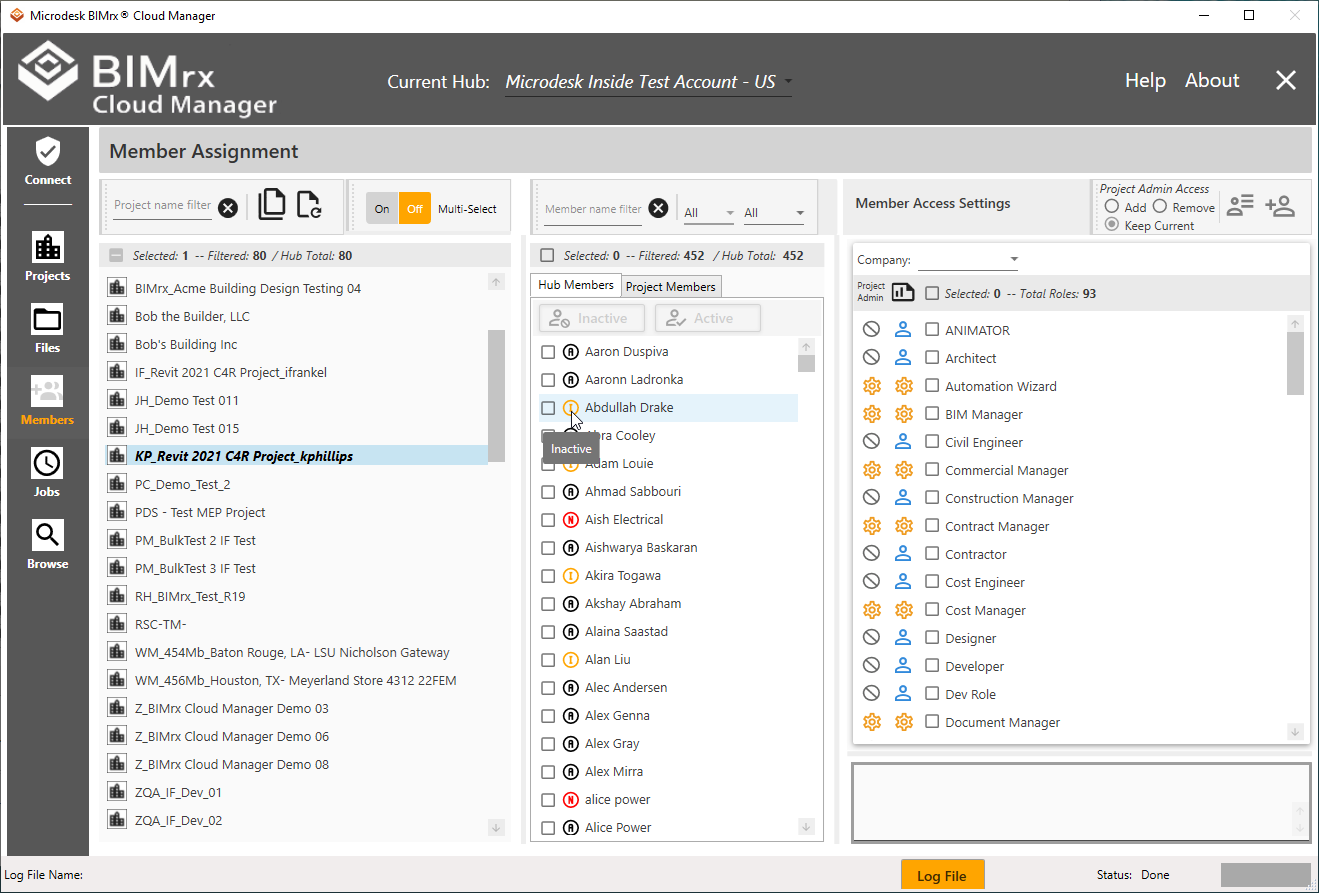 Microdesk BIMrx® Cloud Manager
BIMrx
Cloud Manager
Current Hub: Microdesk Inside Test Account - US
Help About
Connect
Projects
Files
Members
Jobs
Browse
Member Assignment
Project name filter
On Off Multi-Select
Selected: 1 -- Filtered: 80 / Hub Total: 80
BIMrx_Acme Building Design Testing 04
Bob the Builder, LLC
Bob's Building Inc
IF_Revit 2021 C4R Project_ifrankel
JH_Demo Test 011
JH_Demo Test 015
KP_Revit 2021 C4R Project_kphillips
PC_Demo_Test_2
PDS - Test MEP Project
PM_BulkTest 2 IF Test
PM_BulkTest 3 IF Test
RH_BIMrx_Test_R19
RSC-TM-
WM_454Mb_Baton Rouge, LA- LSU Nicholson Gateway
WM_456Mb_Houston, TX- Meyerland Store 4312 22FEM
Z_BIMrx Cloud Manager Demo 03
Z_BIMrx Cloud Manager Demo 06
Z_BIMrx Cloud Manager Demo 08
ZQA_IF_Dev_01
ZQA_IF_Dev_02
Member name filter
All All
Selected: 0 -- Filtered: 452 / Hub Total: 452
Hub Members Project Members
Inactive Active
A Aaron Duspiva
A Aaronn Ladronka
I Abdullah Drake
bra Cooley
Inactive
Adam Louie
A Ahmad Sabbouri
N Aish Electrical
A Aishwarya Baskaran
I Akira Togawa
A Akshay Abraham
A Alaina Saastad
I Alan Liu
A Alec Andersen
A Alex Genna
A Alex Gray
A Alex Mirra
N alice power
A Alice Power
Member Access Settings
Project Admin Access
Add Remove
Keep Current
Company:
Project
Admin
Selected: 0 -- Total Roles: 93
ANIMATOR
Architect
Automation Wizard
BIM Manager
Civil Engineer
Commercial Manager
Construction Manager
Contract Manager
Contractor
Cost Engineer
Cost Manager
Designer
Developer
Dev Role
Document Manager
Log File Name:
Log File
Status: Done